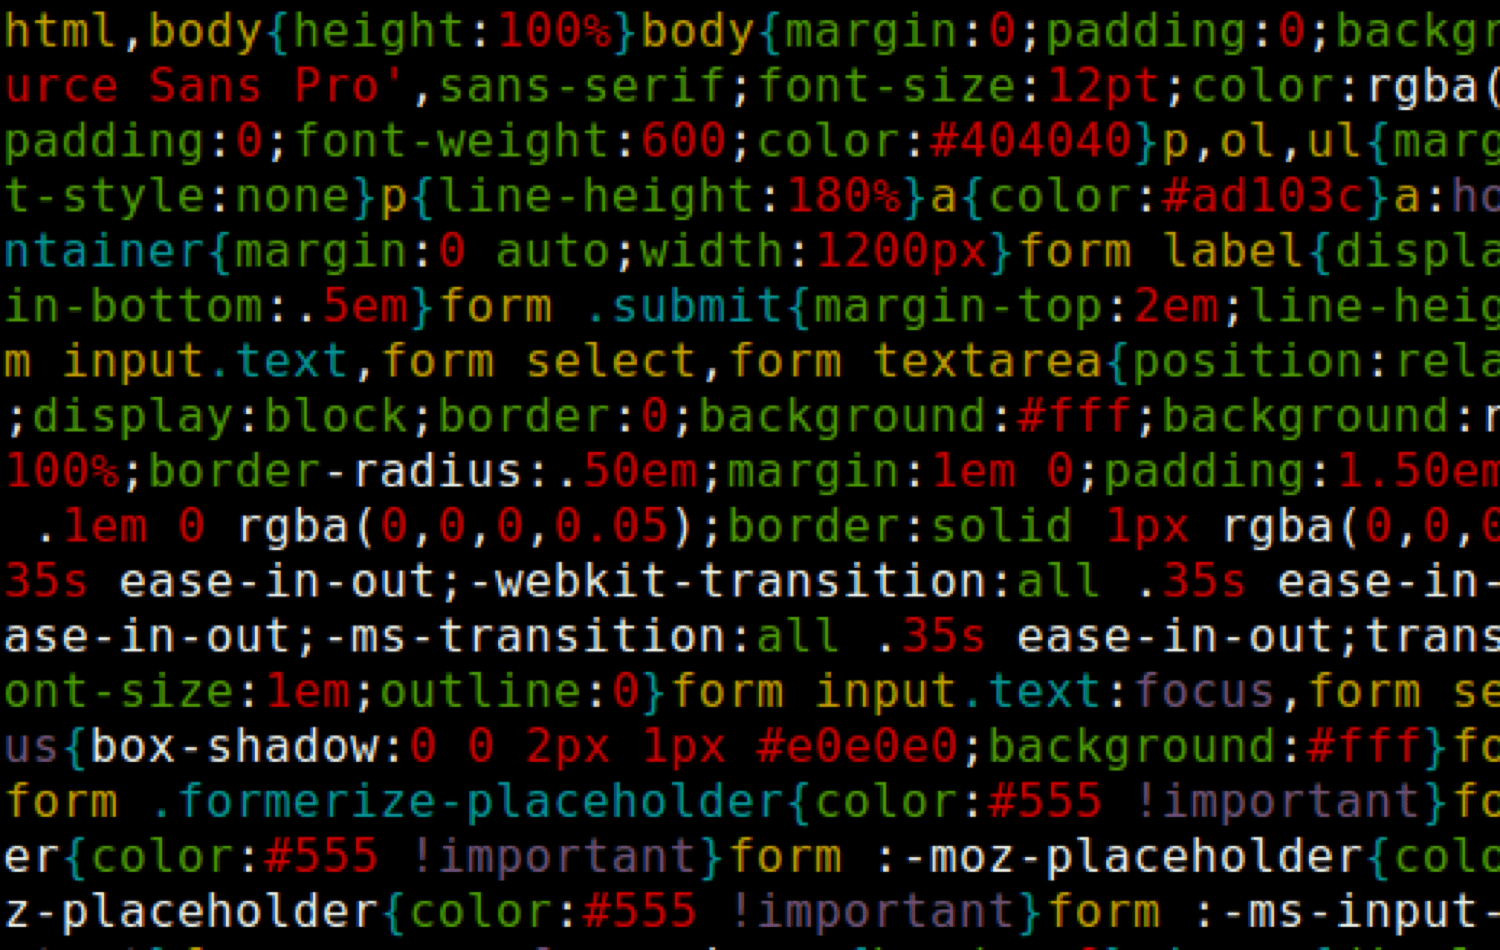 html,body{height:100%}body{margin:0;padding:0;backgr
urce Sans Pro',sans-serif;font-size:12pt;color:rgba(
padding:0;font-weight:600;color:#404040}p,ol,ul{marg
t-style:none}p{line-height:180%}a{color:#ad103c}a:ho
ntainer{margin:0 auto;width:1200px}form label{displa
in-bottom:.5em}form .submit{margin-top:2em;line-heig
m input.text,form select,form textarea{position:rela
;display:block;border:0;background:#fff;background:r
100%;border-radius:.50em;margin:1em 0;padding:1.50em
.1em 0 rgba(0,0,0,0.05);border:solid 1px rgba(0,0,0
35s ease-in-out;-webkit-transition:all .35s ease-in-
ase-in-out;-ms-transition:all .35s ease-in-out;trans
ont-size:1em;outline:0}form input.text:focus,form se
us{box-shadow:0 0 2px 1px #e0e0e0;background:#fff}fo
form .formerize-placeholder{color:#555 !important}fo
er{color:#555 !important}form :-moz-placeholder{colo
z-placeholder{color:#555 !important}form :-ms-input-